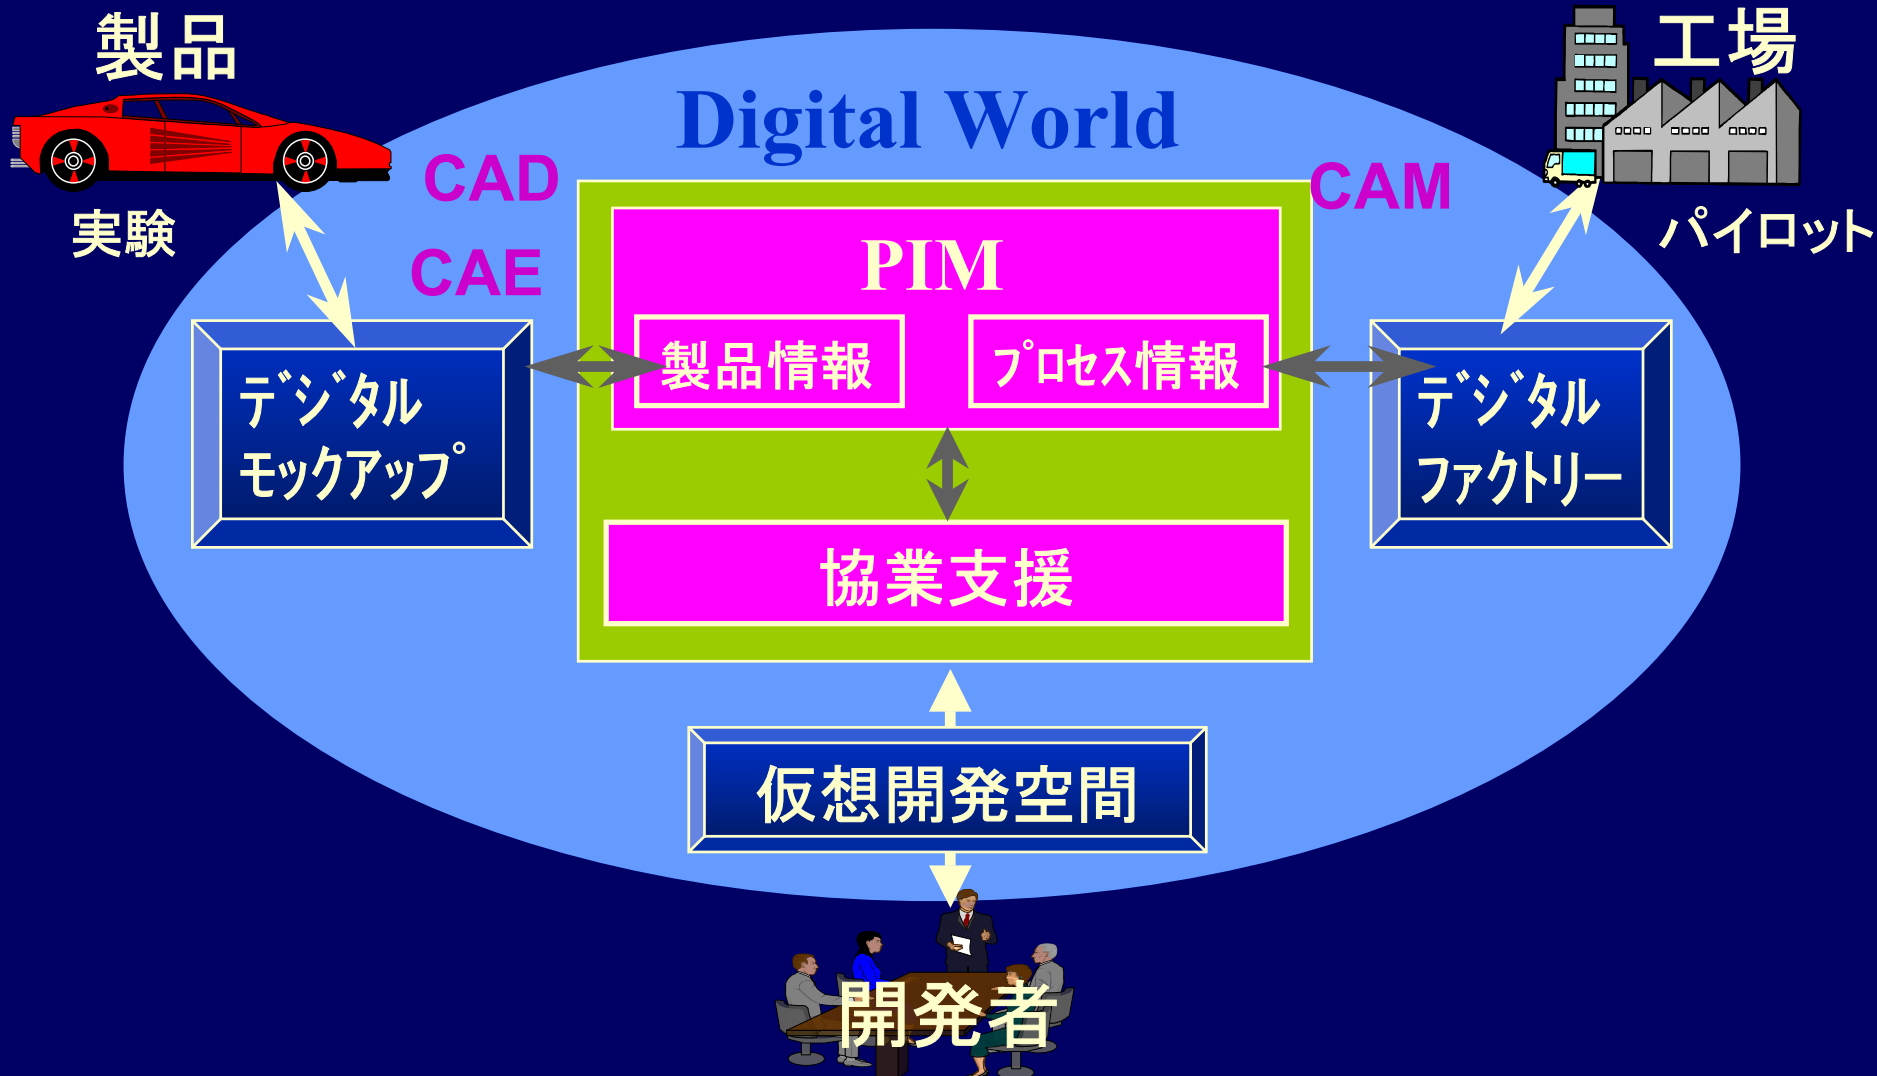 製品
工場
Digital World
CAD
CAM
実験
パイロット
CAE
PIM
製品情報
ﾌﾟﾛｾｽ情報
ﾃﾞｼﾞﾀﾙ
ﾓｯｸｱｯﾌﾟ
ﾃﾞｼﾞﾀﾙ
ﾌｧｸﾄﾘｰ
協業支援
仮想開発空間
開発者